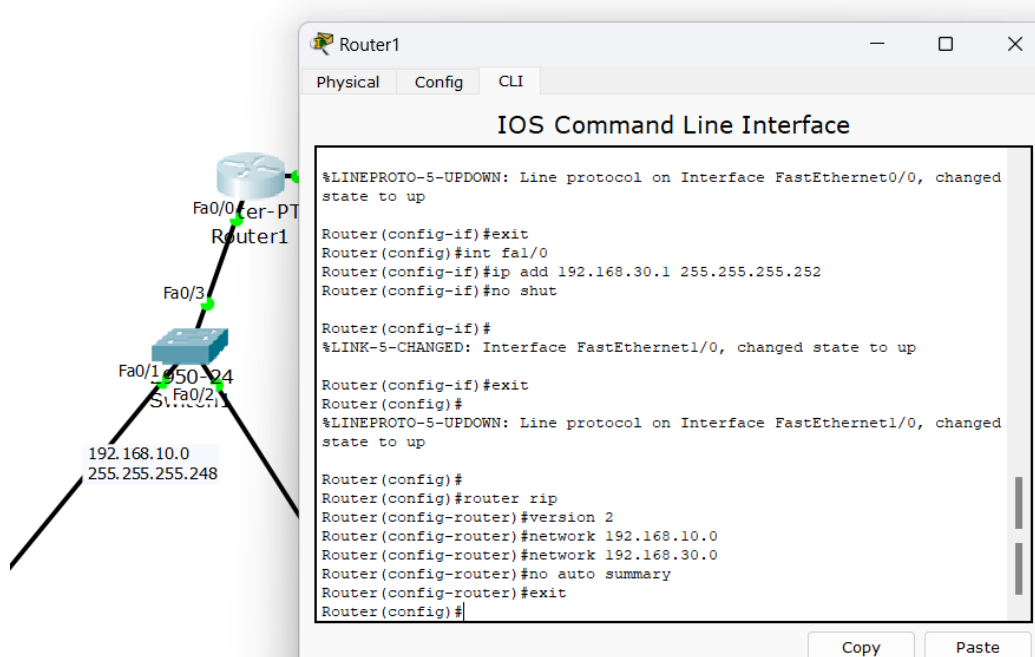 Router1
Physical Config CLI
IOS Command Line Interface
%LINEPROTO-5-UPDOWN: Line protocol on Interface FastEthernet0/0, changed
state to up
Router(config-if)#exit
Router(config)#int fa1/0
Router(config-if)#ip add 192.168.30.1 255.255.255.252
Router(config-if)#no shut
Router(config-if)#
%LINK-5-CHANGED: Interface FastEthernet1/0, changed state to up
Router(config-if)#exit
Router(config)#
%LINEPROTO-5-UPDOWN: Line protocol on Interface FastEthernet1/0, changed
state to up
Router(config)#
Router(config)#router rip
Router(config-router)#version 2
Router(config-router)#network 192.168.10.0
Router(config-router)#network 192.168.30.0
Router(config-router)#no auto summary
Router(config-router)#exit
Router(config)#
Copy Paste
Fa0/0 ter-PT
Router1
Fa0/3
Fa0/1 950-24
Fa0/2
192.168.10.0
255.255.255.248